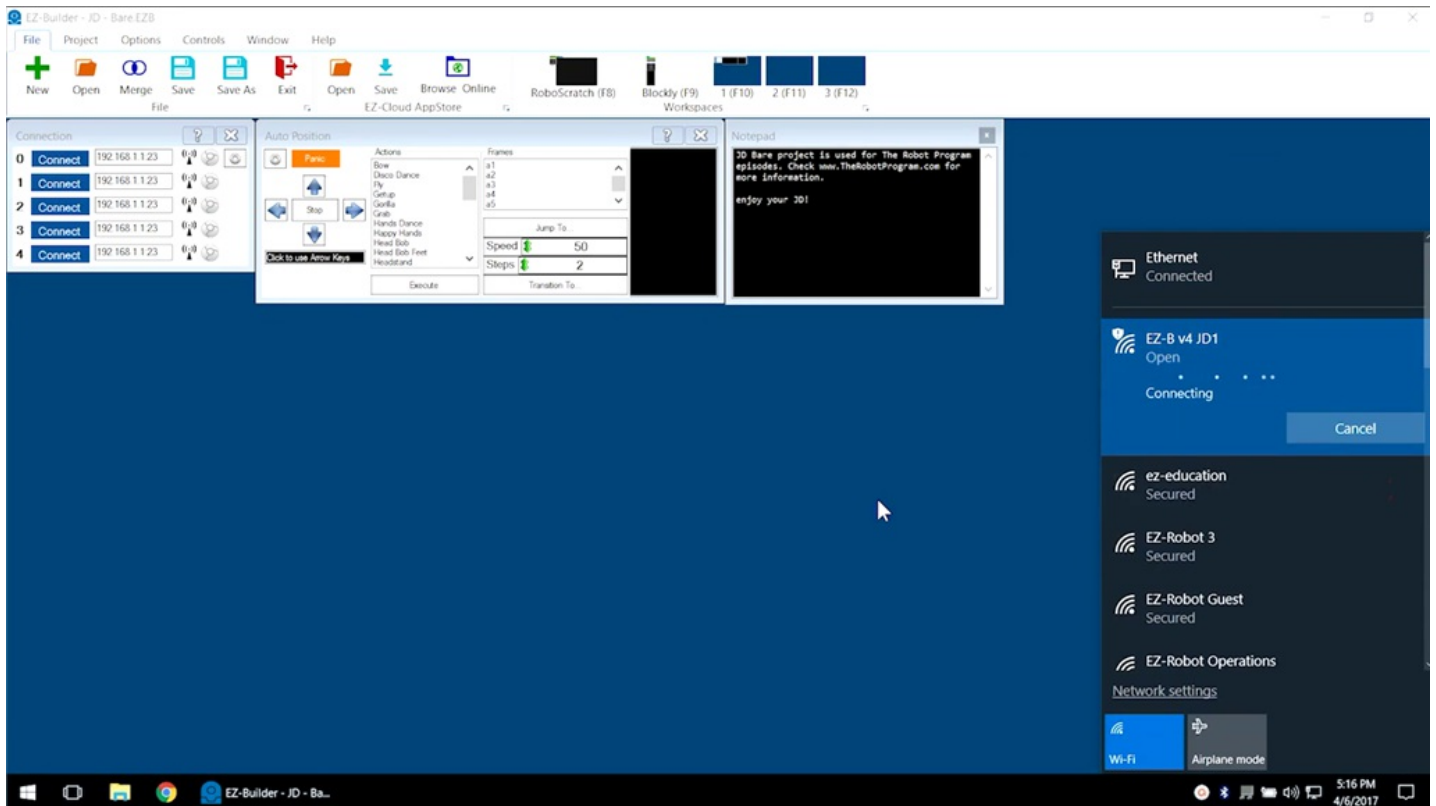 EZ-Builder - JD - Bare.EZB
File Project Options Controls Window Help
New Open Merge Save Save As Exit Open Save Browse Online RoboScratch (F8) Blockly (F9) 1 (F10) 2 (F11) 3 (F12)
File EZ-Cloud AppStore Workspaces
Connection
0 Connect 192.168.1.1:23
1 Connect 192.168.1.1:23
2 Connect 192.168.1.1:23
3 Connect 192.168.1.1:23
4 Connect 192.168.1.1:23
Auto Position
Panic
Stop
Click to use Arrow Keys
Actions
Bow
Disco Dance
Fly
Getup
Gorilla
Grab
Hands Dance
Happy Hands
Head Bob
Head Bob Feet
Headstand
Execute
Frames
a1
a2
a3
a4
a5
Jump To...
Speed 50
Steps 2
Transition To...
Notepad
JD Bare project is used for The Robot Program
episodes. Check www.TheRobotProgram.com for
more information.
enjoy your JD!
Ethernet
Connected
EZ-B v4 JD1
Open
Connecting
Cancel
ez-education
Secured
EZ-Robot 3
Secured
EZ-Robot Guest
Secured
EZ-Robot Operations
Network settings
Wi-Fi Airplane mode
EZ-Builder - JD - Ba...
5:16 PM
4/6/2017